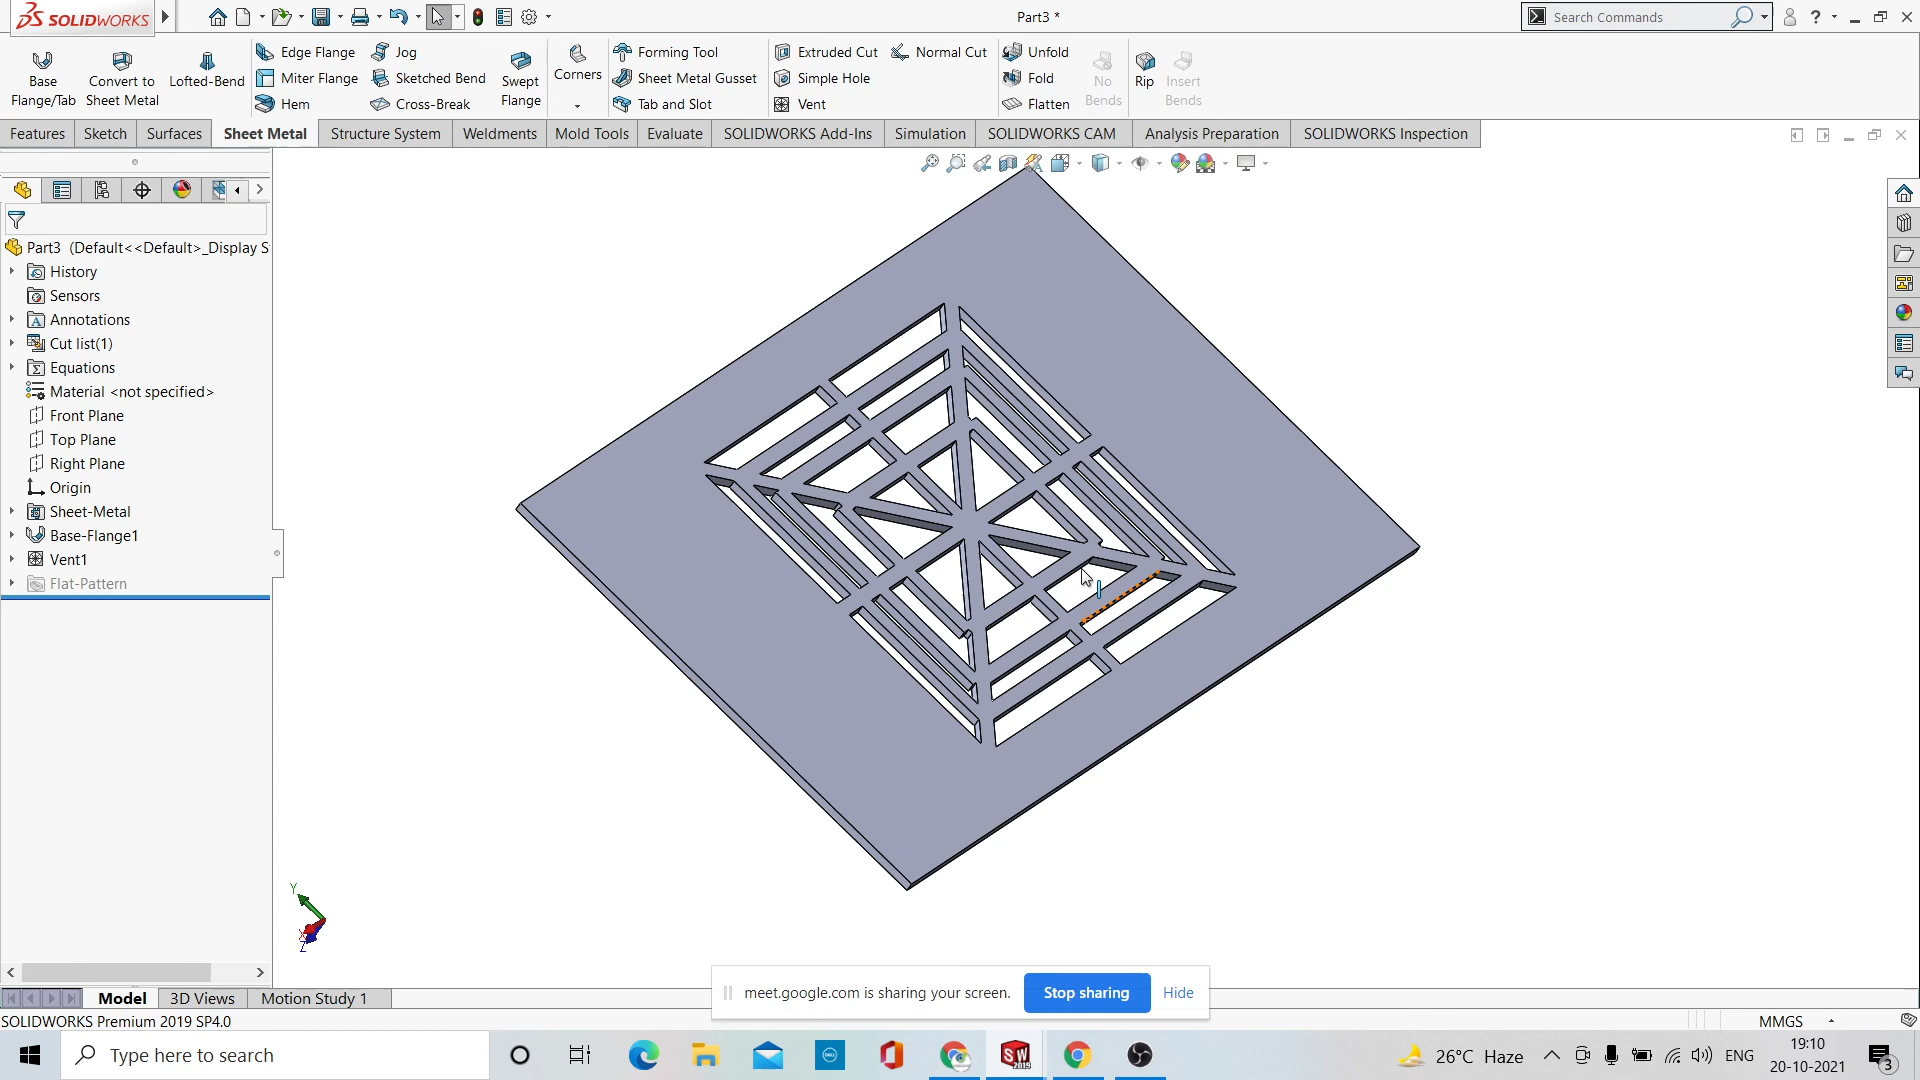 SOLIDWORKS
Part3 *
Search Commands
?
Base Flange/Tab
Convert to Sheet Metal
Lofted-Bend
Edge Flange
Miter Flange
Hem
Jog
Sketched Bend
Cross-Break
Swept Flange
Corners
Forming Tool
Sheet Metal Gusset
Tab and Slot
Extruded Cut
Simple Hole
Vent
Normal Cut
Unfold
Fold
Flatten
No Bends
Rip
Insert Bends
Features
Sketch
Surfaces
Sheet Metal
Structure System
Weldments
Mold Tools
Evaluate
SOLIDWORKS Add-Ins
Simulation
SOLIDWORKS CAM
Analysis Preparation
SOLIDWORKS Inspection
Part3 (Default<<Default>_Display S
History
Sensors
Annotations
Cut list(1)
Equations
Material <not specified>
Front Plane
Top Plane
Right Plane
Origin
Sheet-Metal
Base-Flange1
Vent1
Flat-Pattern
Y
X
Z
meet.google.com is sharing your screen.
Stop sharing
Hide
Model
3D Views
Motion Study 1
SOLIDWORKS Premium 2019 SP4.0
MMGS
Type here to search
DELL
SW
2019
26°C Haze
ENG
19:10
20-10-2021
3